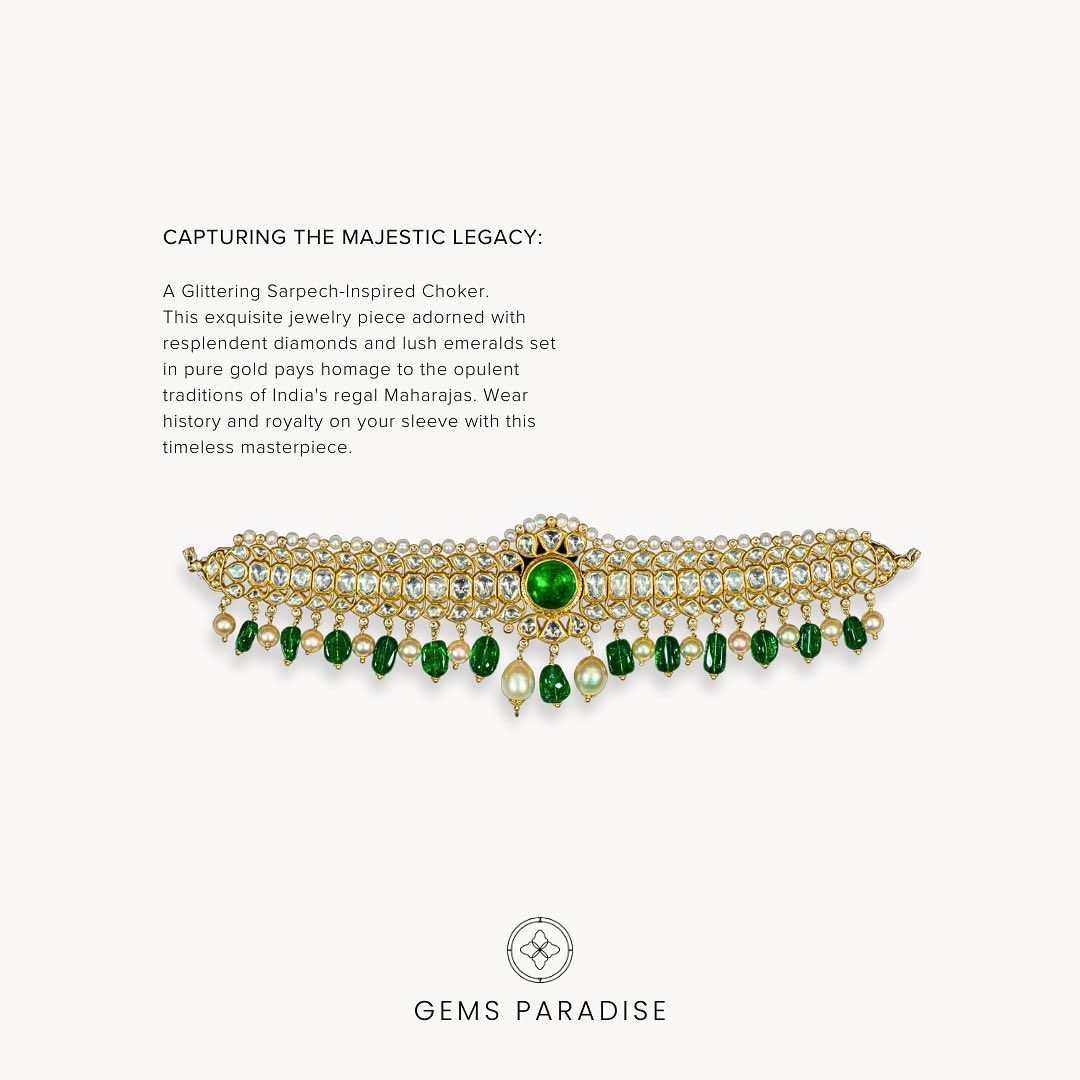 CAPTURING THE MAJESTIC LEGACY:
A Glittering Sarpech-Inspired Choker.
This exquisite jewelry piece adorned with
resplendent diamonds and lush emeralds set
in pure gold pays homage to the opulent
traditions of India's regal Maharajas. Wear
history and royalty on your sleeve with this
timeless masterpiece.
GEMS PARADISE